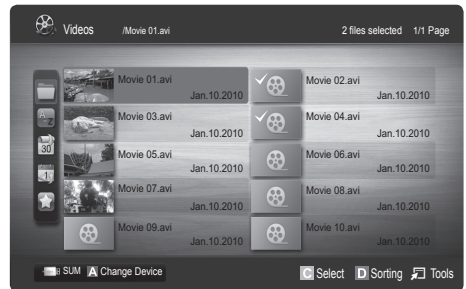 Videos /Movie 01.avi 2 files selected 1/1 Page
Movie 01.avi Movie 02.avi
Jan.10.2010 Jan.10.2010
Movie 03.avi Movie 04.avi
Jan.10.2010 Jan.10.2010
Movie 05.avi Movie 06.avi
Jan.10.2010 Jan.10.2010
Movie 07.avi Movie 08.avi
Jan.10.2010 Jan.10.2010
Movie 09.avi Movie 10.avi
Jan.10.2010 Jan.10.2010
A
Z
30
SUM A Change Device C Select D Sorting Tools